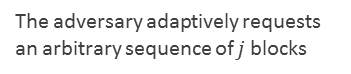 The adversary adaptively requests
an arbitrary sequence of j blocks